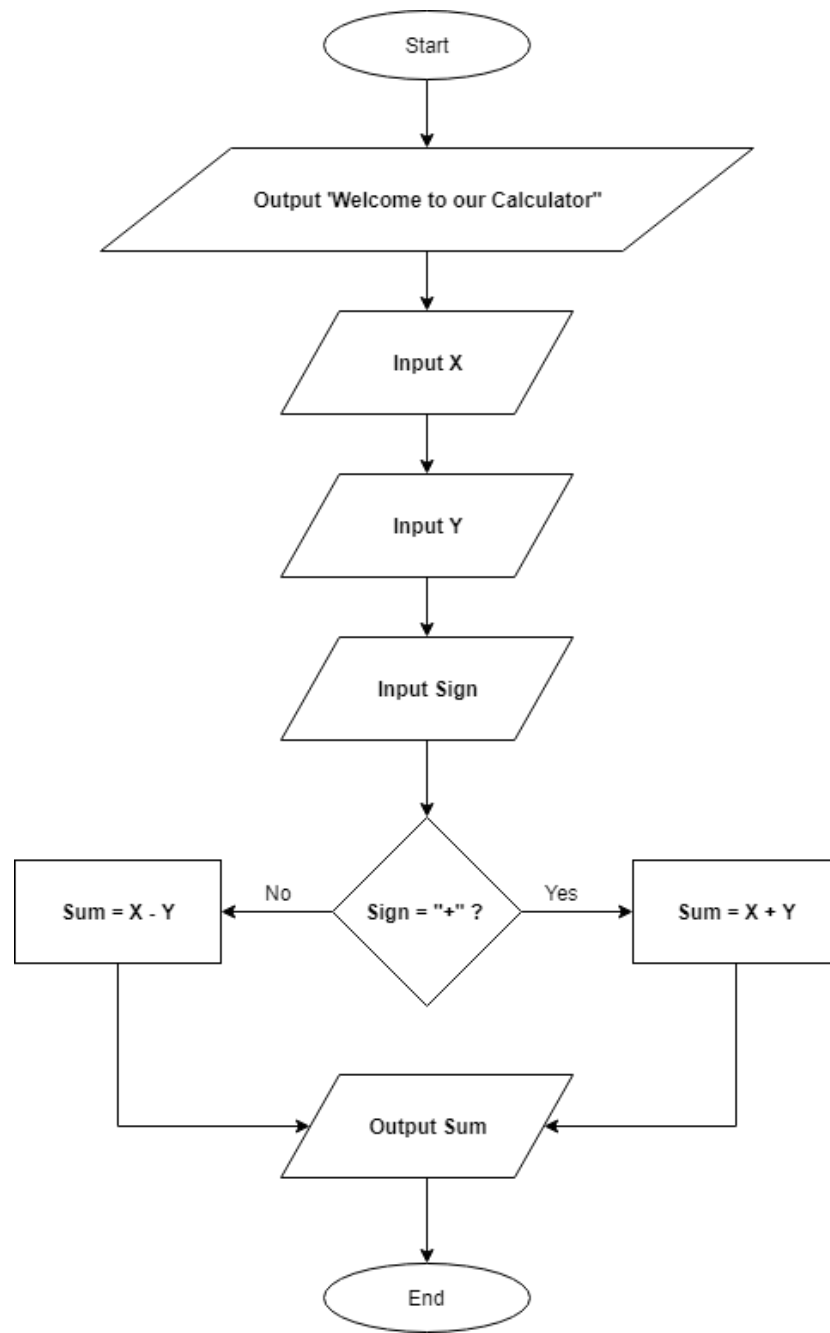 Start
Output 'Welcome to our Calculator"
Input X
Input Y
Input Sign
No
Yes
Sum = X - Y
Sign = "+" ?
Sum = X + Y
Output Sum
End